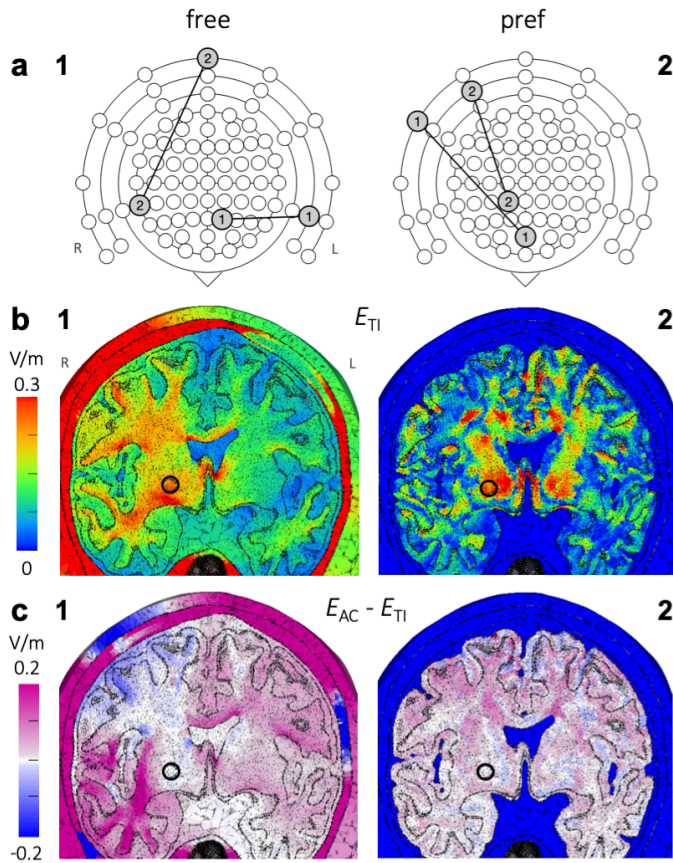 free pref
a 1 2
2
2
1 1
R L
2
1
2
1
b 1 E_TI 2
V/m
R L
0.3
0
c 1 E_AC - E_TI 2
V/m
0.2
-0.2